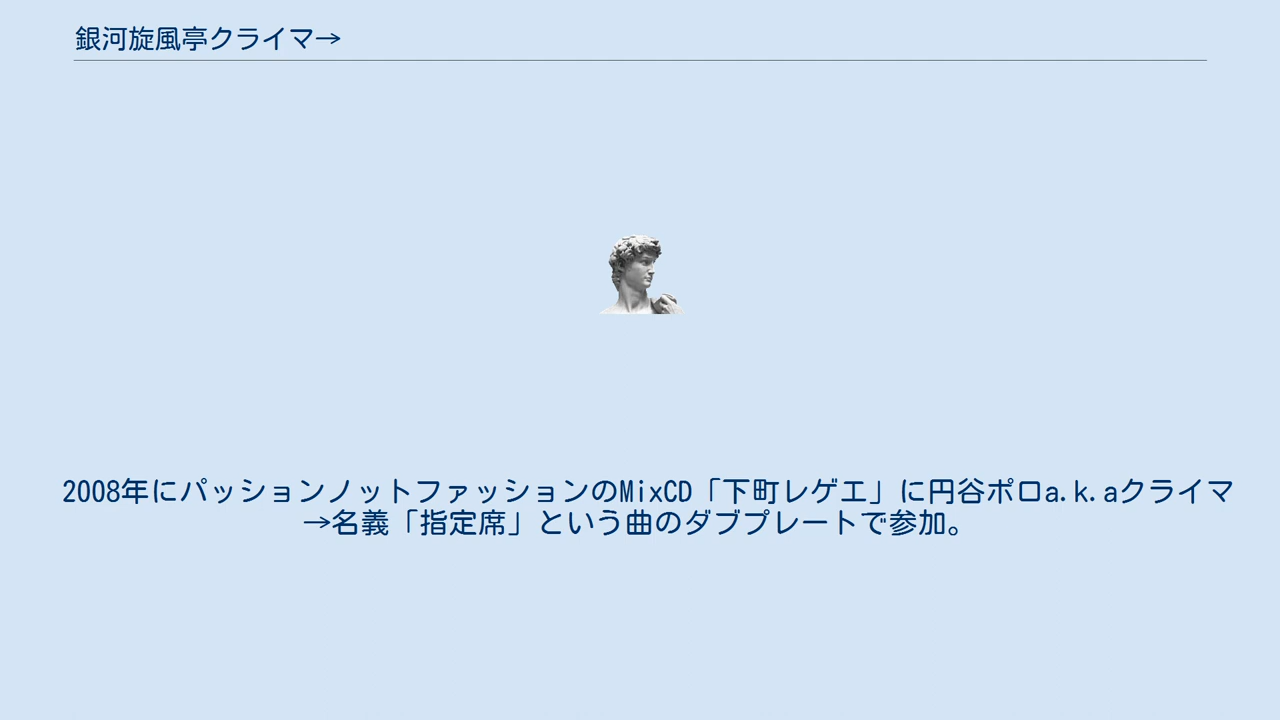 銀河旋風亭クライマ→
2008年にパッションノットファッションのMixCD「下町レゲエ」に円谷ポロa.k.aクライマ
→名義「指定席」という曲のダブプレートで参加。